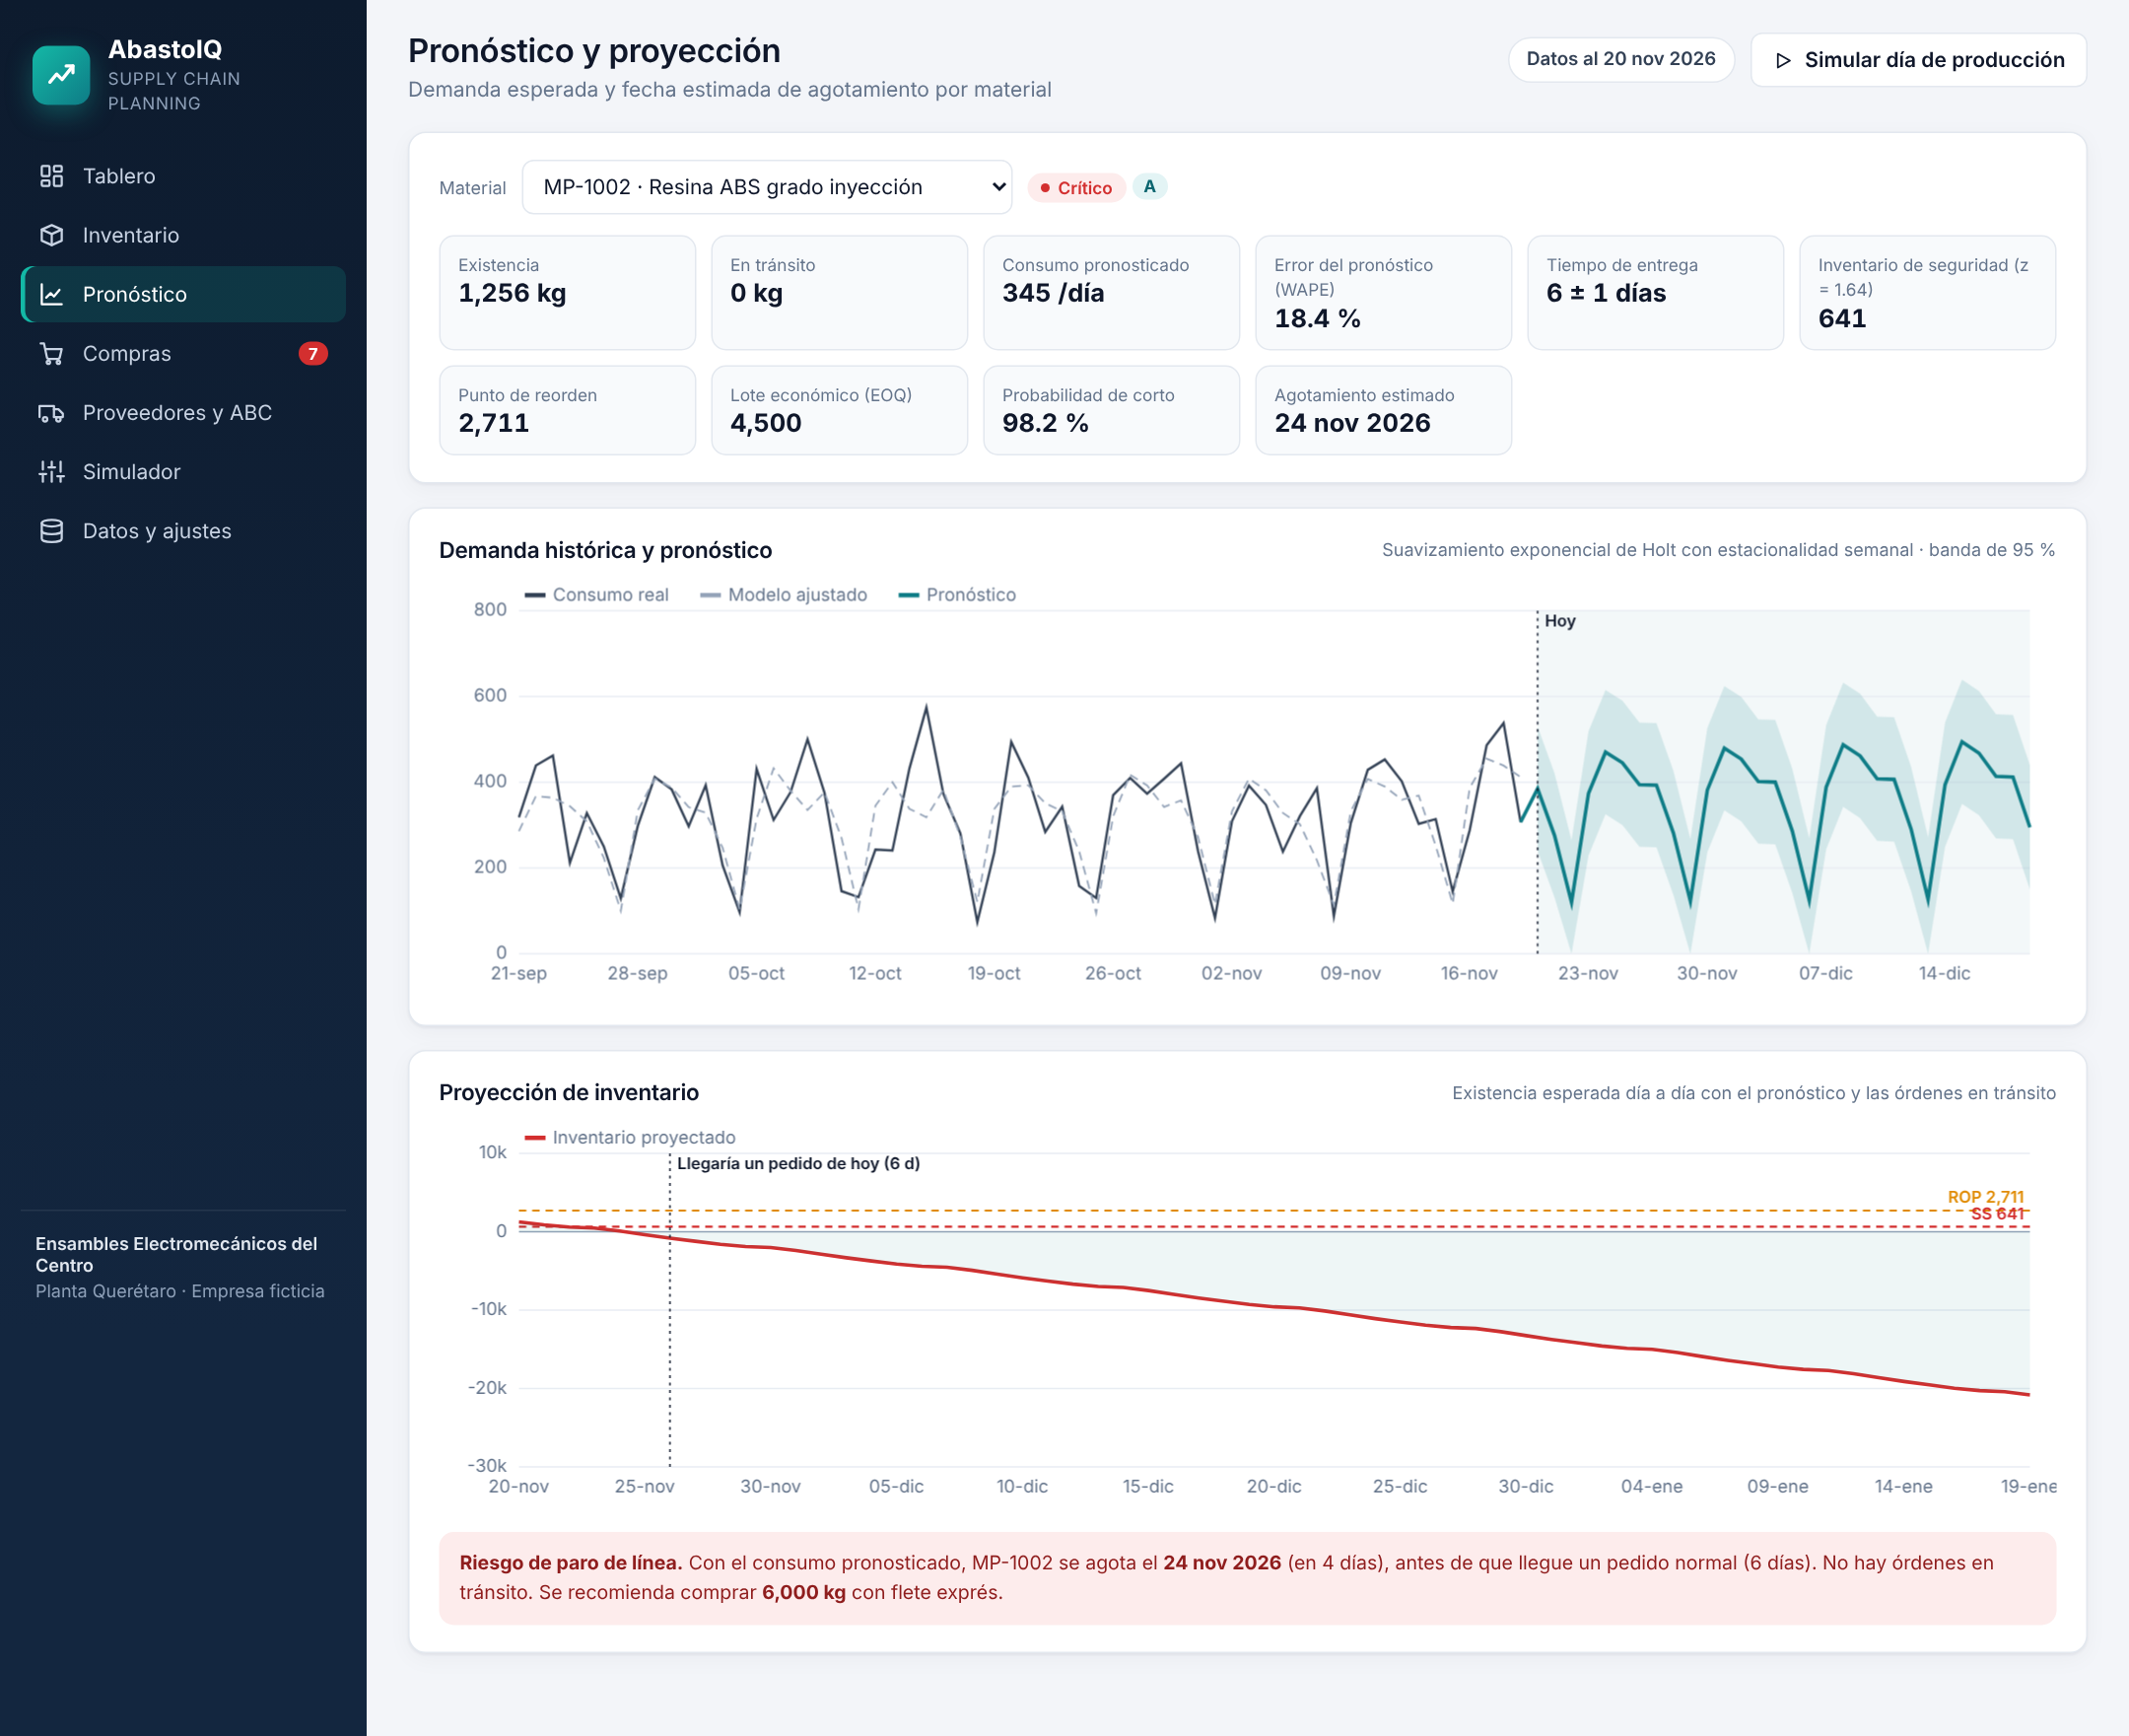 AbastoIQ
SUPPLY CHAIN
PLANNING
Tablero
Inventario
Pronóstico
Compras
7
Proveedores y ABC
Simulador
Datos y ajustes
Ensambles Electromecánicos del
Centro
Planta Querétaro · Empresa ficticia
Pronóstico y proyección
Demanda esperada y fecha estimada de agotamiento por material
Datos al 20 nov 2026
Simular día de producción
Material
MP-1002 · Resina ABS grado inyección
Crítico
A
Existencia
1,256 kg
En tránsito
0 kg
Consumo pronosticado
345 /día
Error del pronóstico
(WAPE)
18.4 %
Tiempo de entrega
6 ± 1 días
Inventario de seguridad (z
= 1.64)
641
Punto de reorden
2,711
Lote económico (EOQ)
4,500
Probabilidad de corto
98.2 %
Agotamiento estimado
24 nov 2026
Demanda histórica y pronóstico
Suavizamiento exponencial de Holt con estacionalidad semanal · banda de 95 %
Consumo real
Modelo ajustado
Pronóstico
800
600
400
200
0
Hoy
21-sep
28-sep
05-oct
12-oct
19-oct
26-oct
02-nov
09-nov
16-nov
23-nov
30-nov
07-dic
14-dic
Proyección de inventario
Existencia esperada día a día con el pronóstico y las órdenes en tránsito
Inventario proyectado
10k
0
-10k
-20k
-30k
Llegaría un pedido de hoy (6 d)
ROP 2,711
SS 641
20-nov
25-nov
30-nov
05-dic
10-dic
15-dic
20-dic
25-dic
30-dic
04-ene
09-ene
14-ene
19-ene
Riesgo de paro de línea. Con el consumo pronosticado, MP-1002 se agota el 24 nov 2026 (en 4 días), antes de que llegue un pedido normal (6 días). No hay órdenes en
tránsito. Se recomienda comprar 6,000 kg con flete exprés.